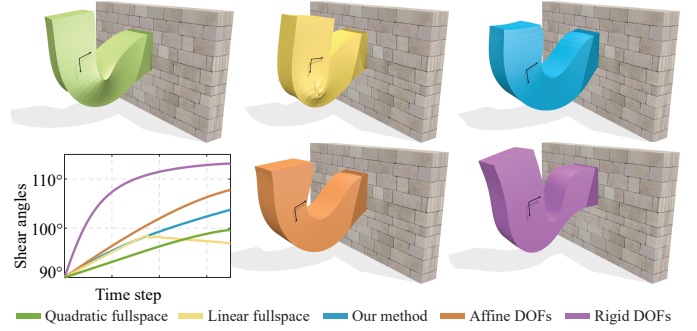 110°
100°
90°
Shear angles
Time step
Quadratic fullspace
Linear fullspace
Our method
Affine DOFs
Rigid DOFs